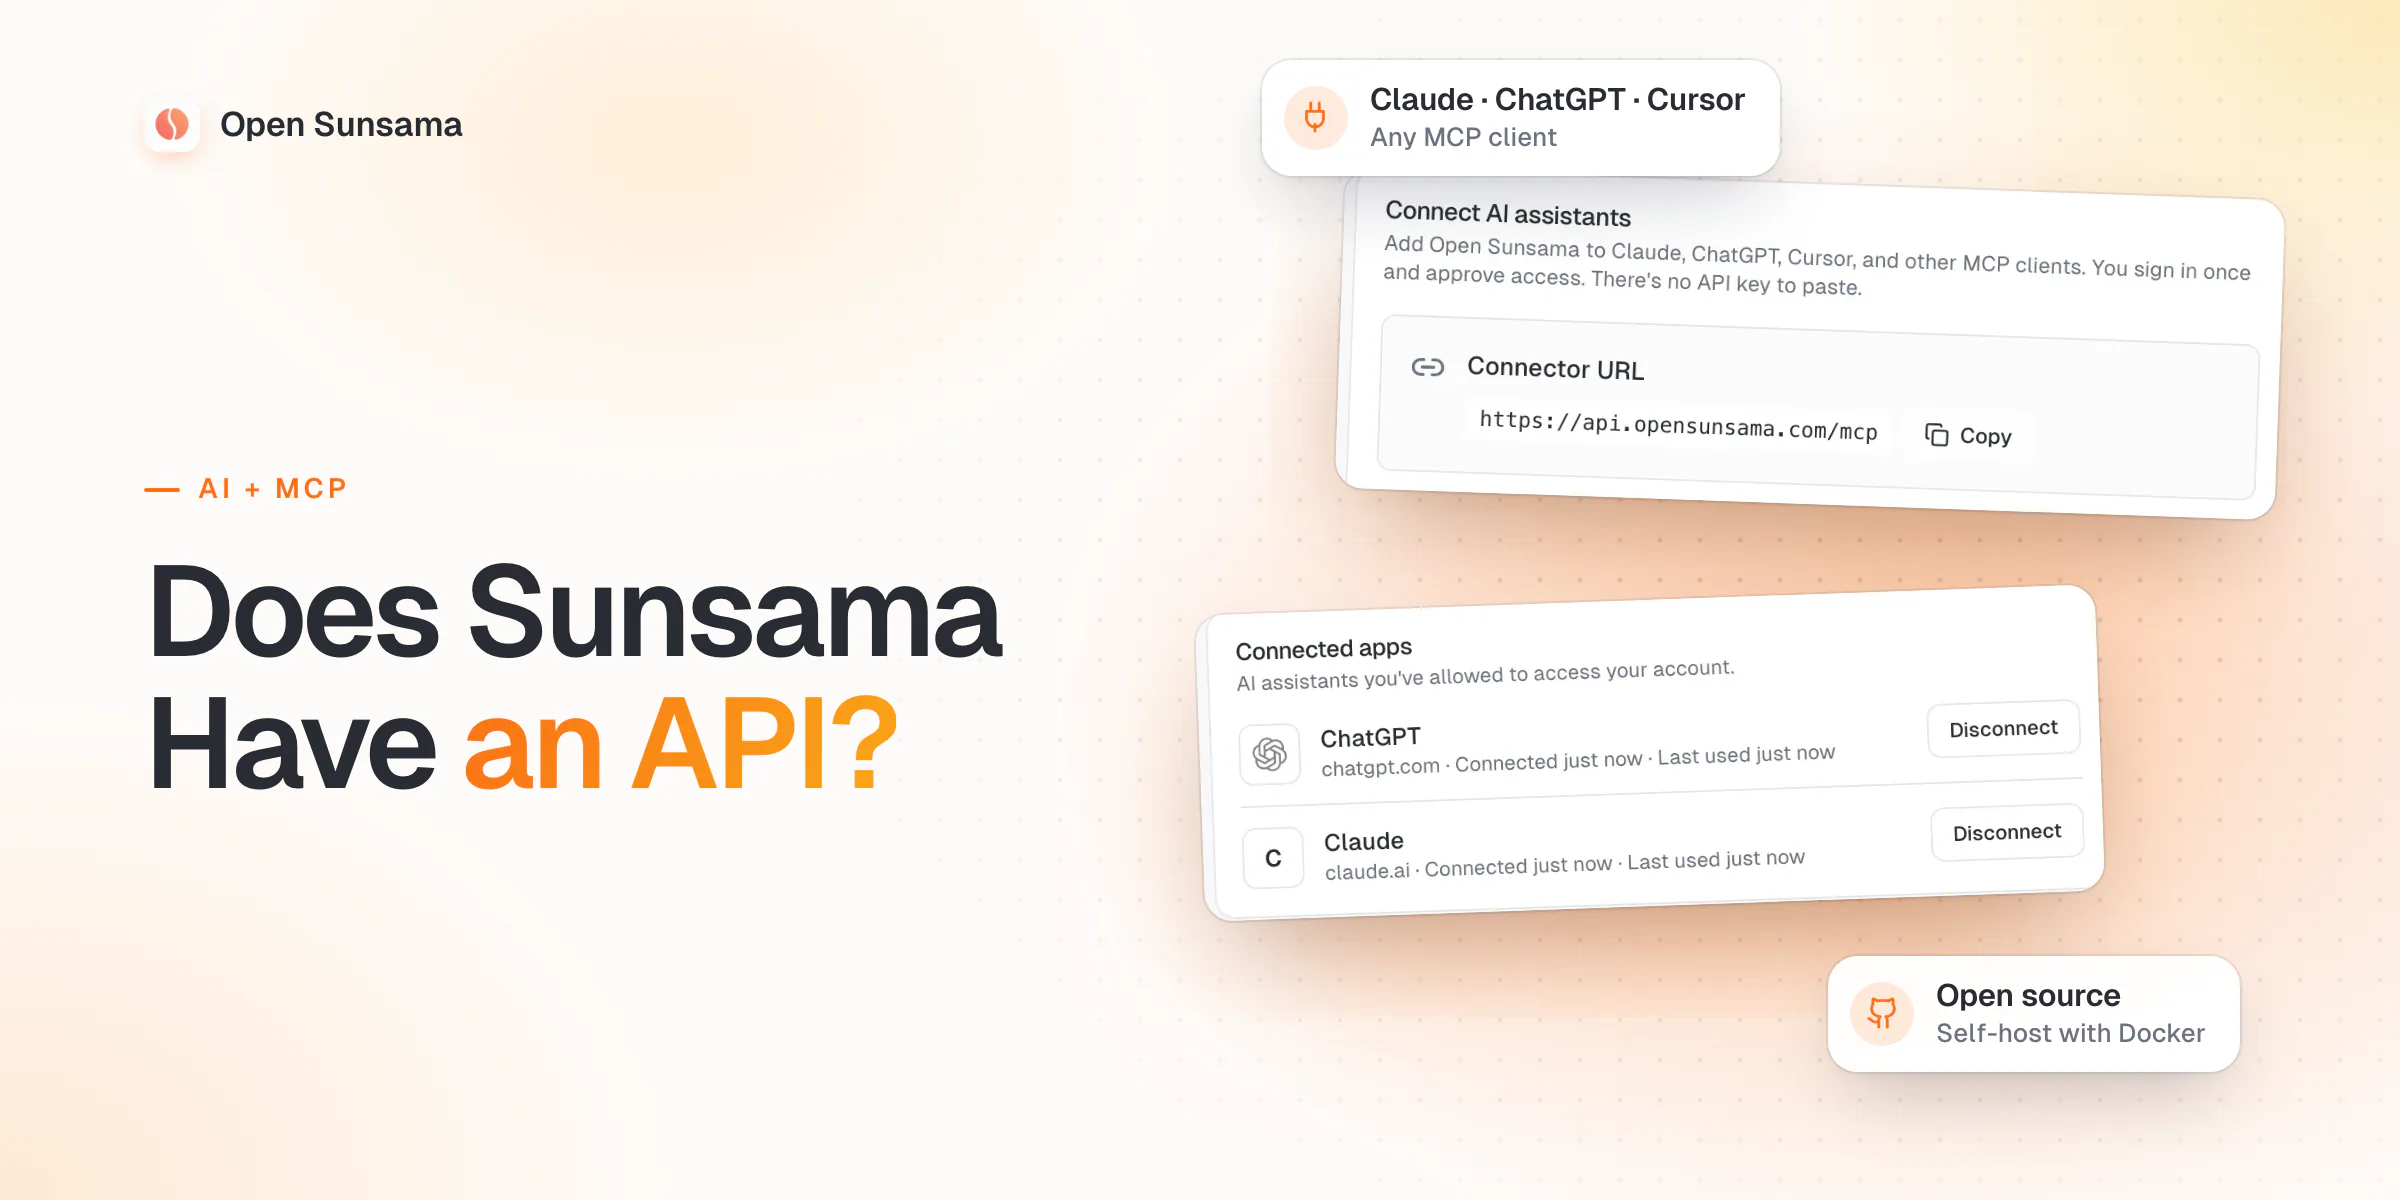 Open Sunsama
AI + MCP
Does Sunsama
Have an API?
Claude · ChatGPT · Cursor
Any MCP client
Connect AI assistants
Add Open Sunsama to Claude, ChatGPT, Cursor, and other MCP clients. You sign in once
and approve access. There's no API key to paste.
Connector URL
https://api.opensunsama.com/mcp
Copy
Connected apps
AI assistants you've allowed to access your account.
ChatGPT
chatgpt.com · Connected just now · Last used just now
Disconnect
C
Claude
claude.ai · Connected just now · Last used just now
Disconnect
Open source
Self-host with Docker